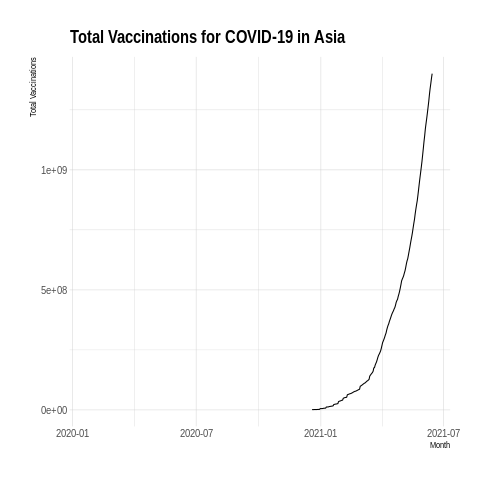 Total Vaccinations for COVID-19 in Asia
Total Vaccinations
1e+09
5e+08
0e+00
2020-01
2020-07
2021-01
2021-07
Month